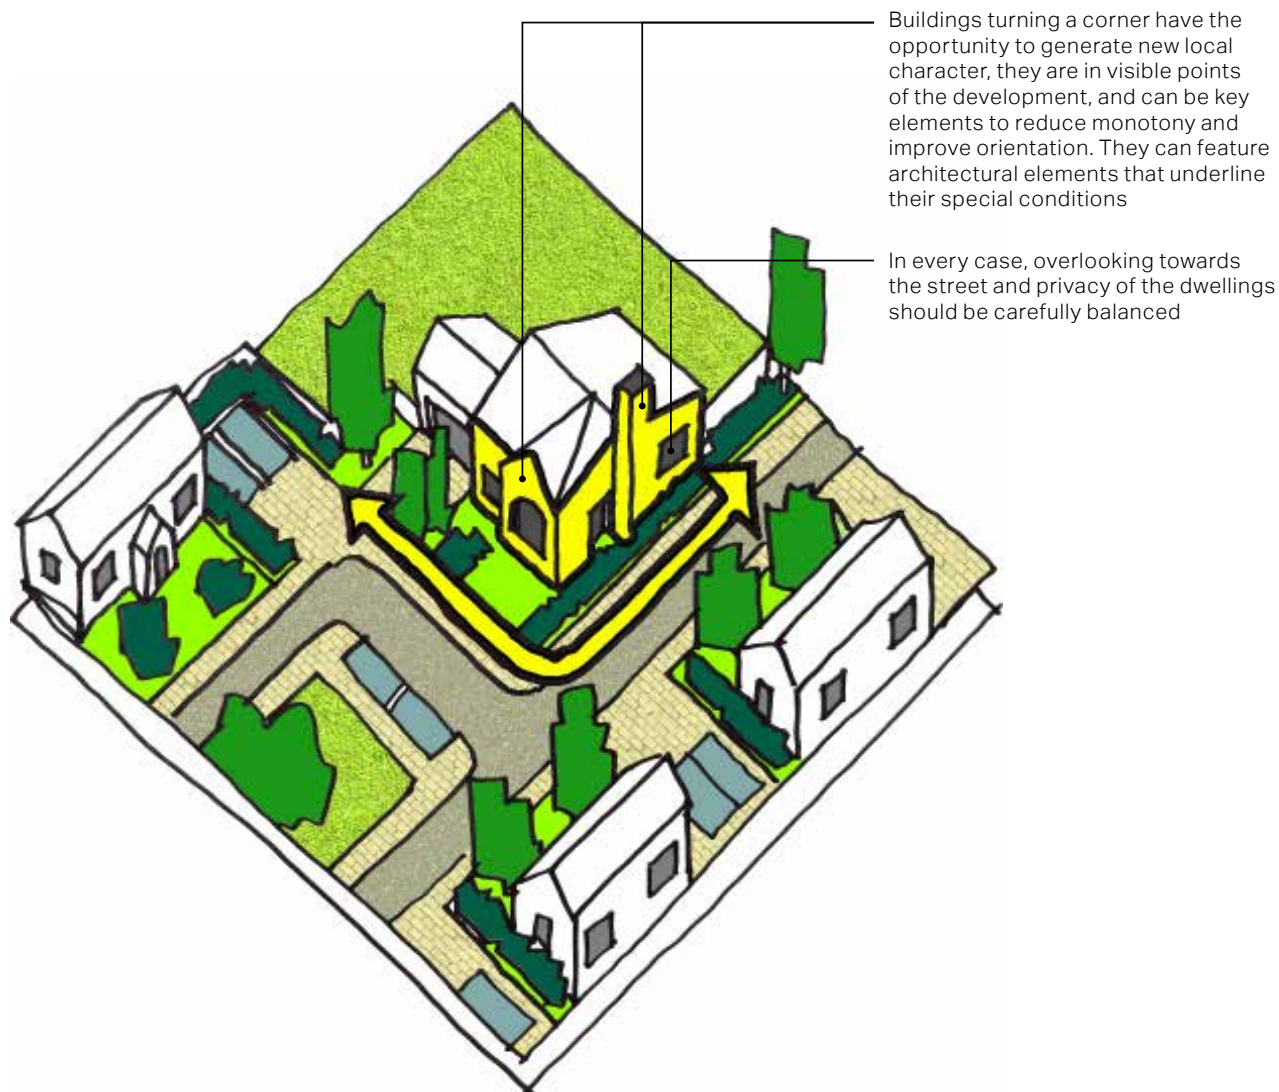 Buildings turning a corner have the
opportunity to generate new local
character, they are in visible points
of the development, and can be key
elements to reduce monotony and
improve orientation. They can feature
architectural elements that underline
their special conditions
In every case, overlooking towards
the street and privacy of the dwellings
should be carefully balanced